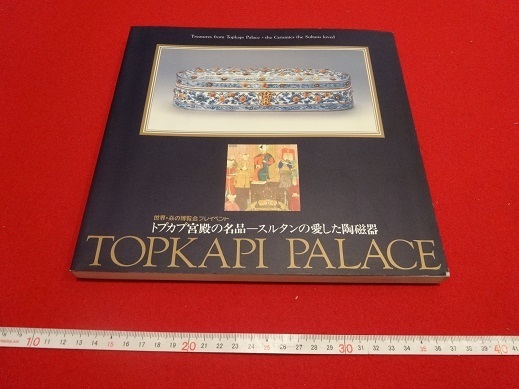 Treasures from Topkapi Palace - the Ceramics the Sultans loved
世界・炎の博覧会プレイベント
トプカプ宮殿の名品—スルタンの愛した陶磁器
TOPKAPI PALACE
10 20 30 40